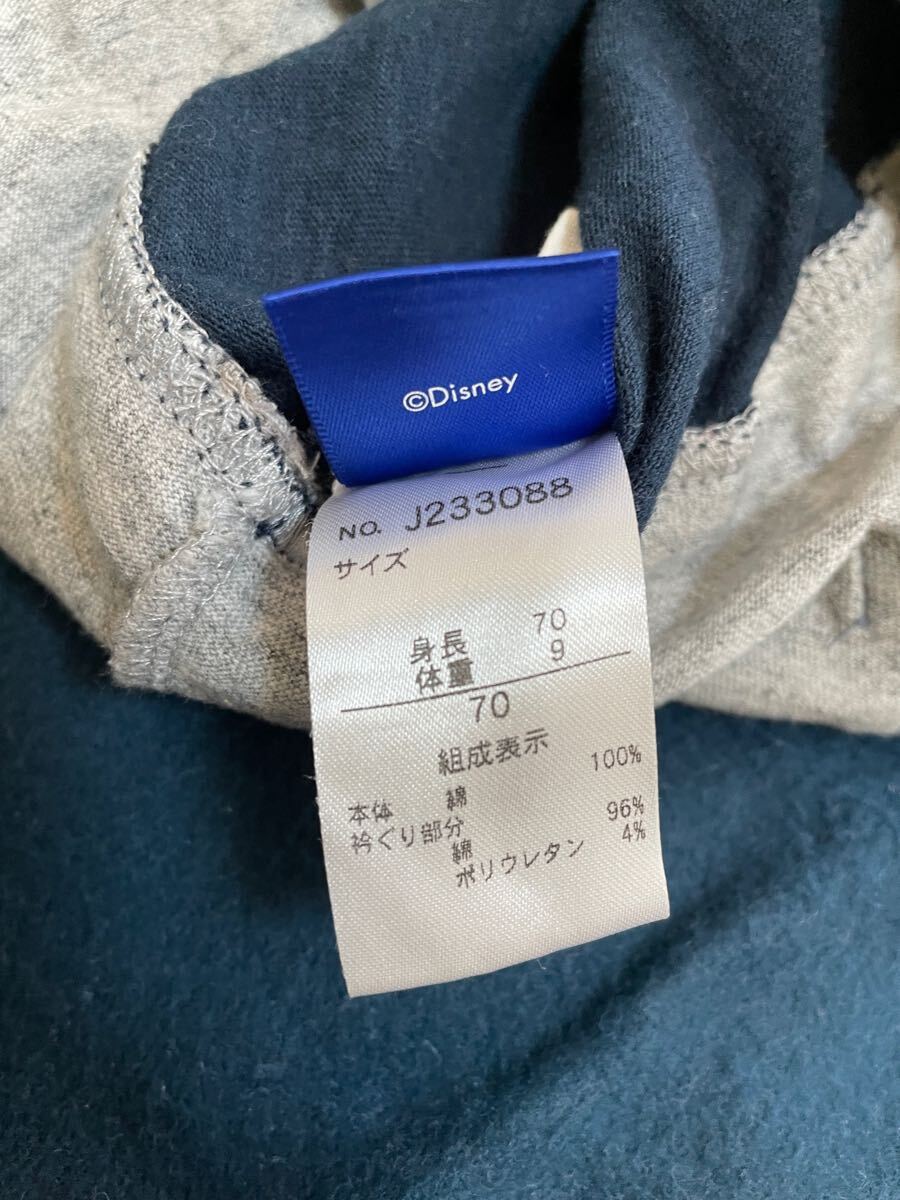 ©Disney
NO. J233088
サイズ
身長 70
体重 9
70
組成表示
本体 綿 100%
衿ぐり部分
綿 96%
ポリウレタン 4%